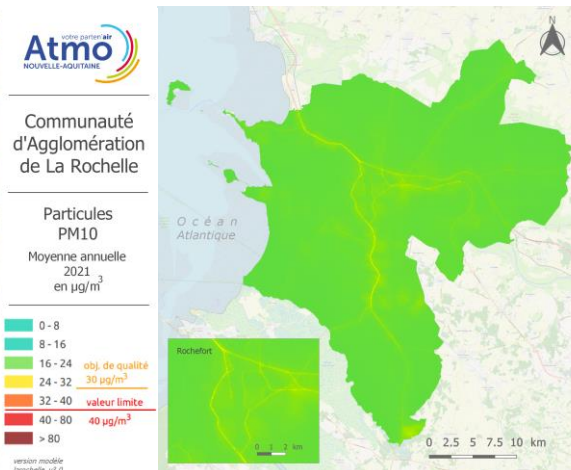 votre parten'air
Atmo
NOUVELLE-AQUITAINE
Communauté
d'Agglomération
de La Rochelle
Particules
PM10
Moyenne annuelle
2021
en µg/m³
0 - 8
8 - 16
16 - 24
24 - 32
32 - 40
40 - 80
> 80
obj. de qualité
30 µg/m³
valeur limite
40 µg/m³
version modèle
N
Océan
Atlantique
Rochefort
0 1 2 km
0 2.5 5 7.5 10 km